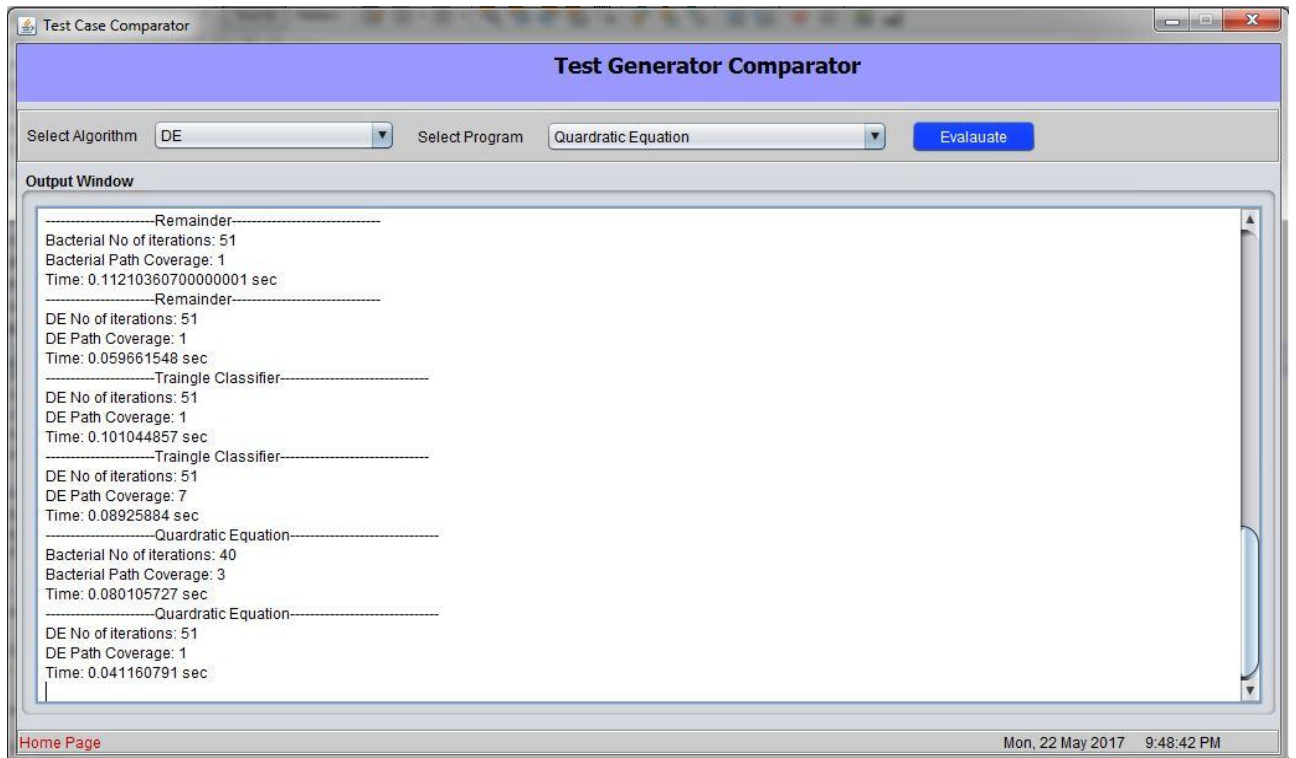 Test Case Comparator
Test Generator Comparator
Select Algorithm DE Select Program Quardratic Equation Evalauate
Output Window
----------------------Remainder------------------------------
Bacterial No of iterations: 51
Bacterial Path Coverage: 1
Time: 0.11210360700000001 sec
----------------------Remainder------------------------------
DE No of iterations: 51
DE Path Coverage: 1
Time: 0.059661548 sec
----------------------Traingle Classifier------------------------------
DE No of iterations: 51
DE Path Coverage: 1
Time: 0.101044857 sec
----------------------Traingle Classifier------------------------------
DE No of iterations: 51
DE Path Coverage: 7
Time: 0.08925884 sec
----------------------Quardratic Equation------------------------------
Bacterial No of iterations: 40
Bacterial Path Coverage: 3
Time: 0.080105727 sec
----------------------Quardratic Equation------------------------------
DE No of iterations: 51
DE Path Coverage: 1
Time: 0.041160791 sec
Home Page Mon, 22 May 2017 9:48:42 PM